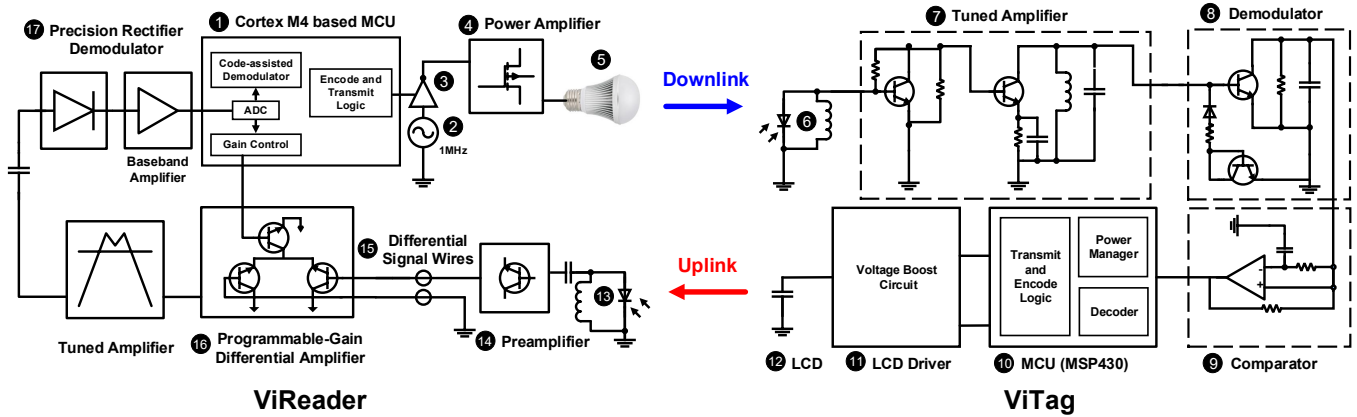 17 Precision Rectifier
Demodulator
1 Cortex M4 based MCU
Code-assisted
Demodulator
ADC
Gain Control
Encode and
Transmit
Logic
Baseband
Amplifier
3
2
1MHz
4 Power Amplifier
5
Downlink
6
7 Tuned Amplifier
8 Demodulator
Tuned Amplifier
16 Programmable-Gain
Differential Amplifier
15 Differential
Signal Wires
14 Preamplifier
13
Uplink
12 LCD
Voltage Boost
Circuit
11 LCD Driver
Transmit
and
Encode
Logic
Power
Manager
Decoder
10 MCU (MSP430)
-
+
9 Comparator
ViReader
ViTag